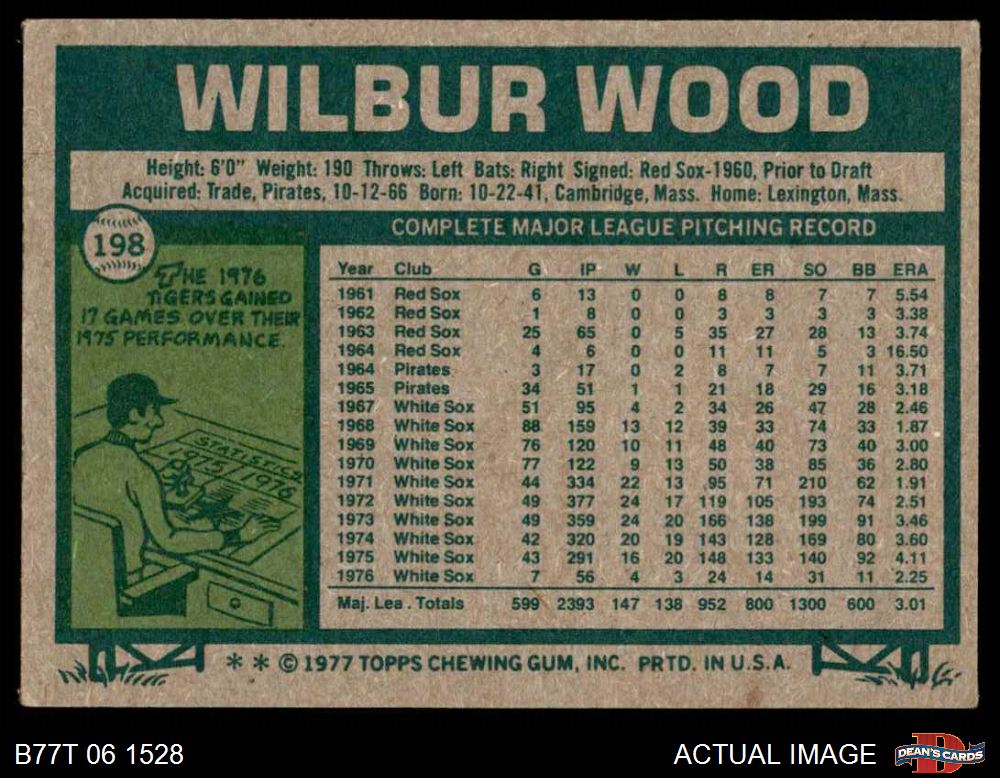 WILBUR WOOD
Height: 6'0" Weight: 190 Throws: Left Bats: Right Signed: Red Sox-1960, Prior to Draft
Acquired: Trade, Pirates, 10-12-66 Born: 10-22-41, Cambridge, Mass. Home: Lexington, Mass.
198
THE 1976
TIGERS GAINED
17 GAMES OVER THEIR
1975 PERFORMANCE.
STATISTICS
1975 1976
COMPLETE MAJOR LEAGUE PITCHING RECORD
Year Club G IP W L R ER SO BB ERA
1961 Red Sox 6 13 0 0 8 8 7 7 5.54
1962 Red Sox 1 8 0 0 3 3 3 3 3.38
1963 Red Sox 25 65 0 5 35 27 28 13 3.74
1964 Red Sox 4 6 0 0 11 11 5 3 16.50
1964 Pirates 3 17 0 2 8 7 7 11 3.71
1965 Pirates 34 51 1 1 21 18 29 16 3.18
1967 White Sox 51 95 4 2 34 26 47 28 2.46
1968 White Sox 88 159 13 12 39 33 74 33 1.87
1969 White Sox 76 120 10 11 48 40 73 40 3.00
1970 White Sox 77 122 9 13 50 38 85 36 2.80
1971 White Sox 44 334 22 13 95 71 210 62 1.91
1972 White Sox 49 377 24 17 119 105 193 74 2.51
1973 White Sox 49 359 24 20 166 138 199 91 3.46
1974 White Sox 42 320 20 19 143 128 169 80 3.60
1975 White Sox 43 291 16 20 148 133 140 92 4.11
1976 White Sox 7 56 4 3 24 14 31 11 2.25
Maj. Lea. Totals 599 2393 147 138 952 800 1300 600 3.01
* * © 1977 TOPPS CHEWING GUM, INC. PRTD. IN U.S.A.
B77T 06 1528
ACTUAL IMAGE
DEAN'S CARDS